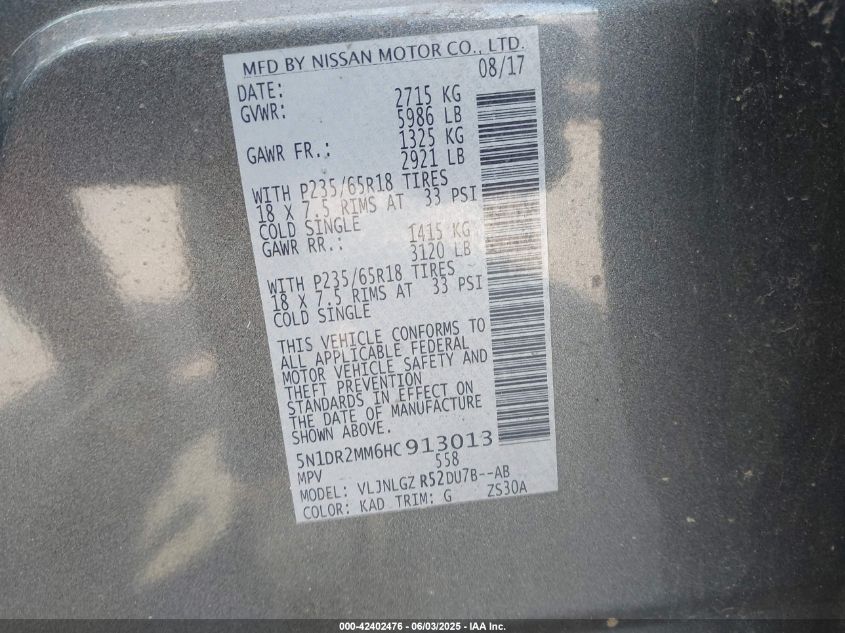 MFD BY NISSAN MOTOR CO., LTD.
DATE: 08/17
GVWR: 2715 KG
5986 LB
GAWR FR.: 1325 KG
2921 LB
WITH P235/65R18 TIRES
18 X 7.5 RIMS AT 33 PSI
COLD SINGLE
GAWR RR.: 1415 KG
3120 LB
WITH P235/65R18 TIRES
18 X 7.5 RIMS AT 33 PSI
COLD SINGLE
THIS VEHICLE CONFORMS TO
ALL APPLICABLE FEDERAL
MOTOR VEHICLE SAFETY AND
THEFT PREVENTION
STANDARDS IN EFFECT ON
THE DATE OF MANUFACTURE
SHOWN ABOVE.
5N1DR2MM6HC913013
MPV 558
MODEL: VLJNLGZ R52DU7B--AB
COLOR: KAD TRIM: G ZS30A
000-42402476 - 06/03/2025 - IAA Inc.